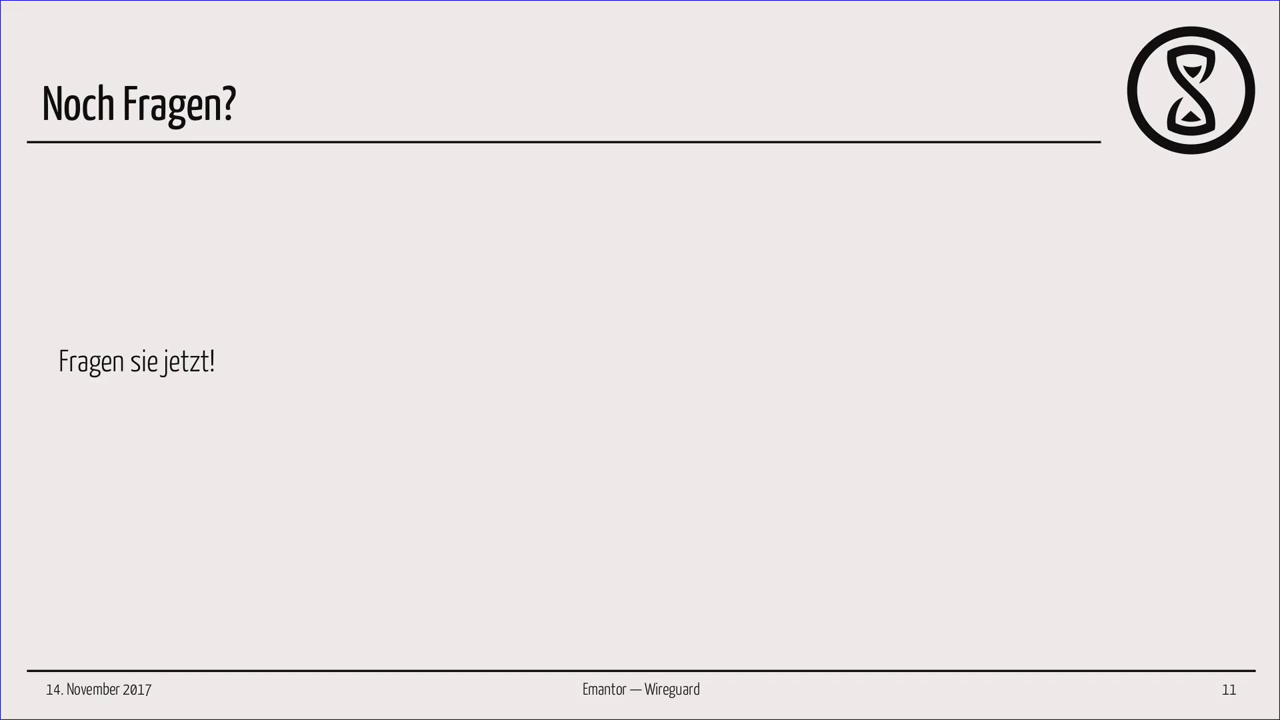 Noch Fragen?
Fragen sie jetzt!
14. November 2017
Emantor — Wireguard
11